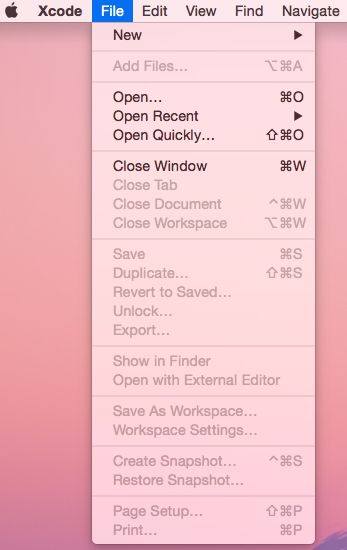 Xcode File Edit View Find Navigate
New ▶
Add Files… ⌥⌘A
Open… ⌘O
Open Recent ▶
Open Quickly… ⇧⌘O
Close Window ⌘W
Close Tab
Close Document ^⌘W
Close Workspace ⌥⌘W
Save ⌘S
Duplicate… ⇧⌘S
Revert to Saved…
Unlock…
Export…
Show in Finder
Open with External Editor
Save As Workspace…
Workspace Settings…
Create Snapshot… ^⌘S
Restore Snapshot…
Page Setup… ⇧⌘P
Print… ⌘P